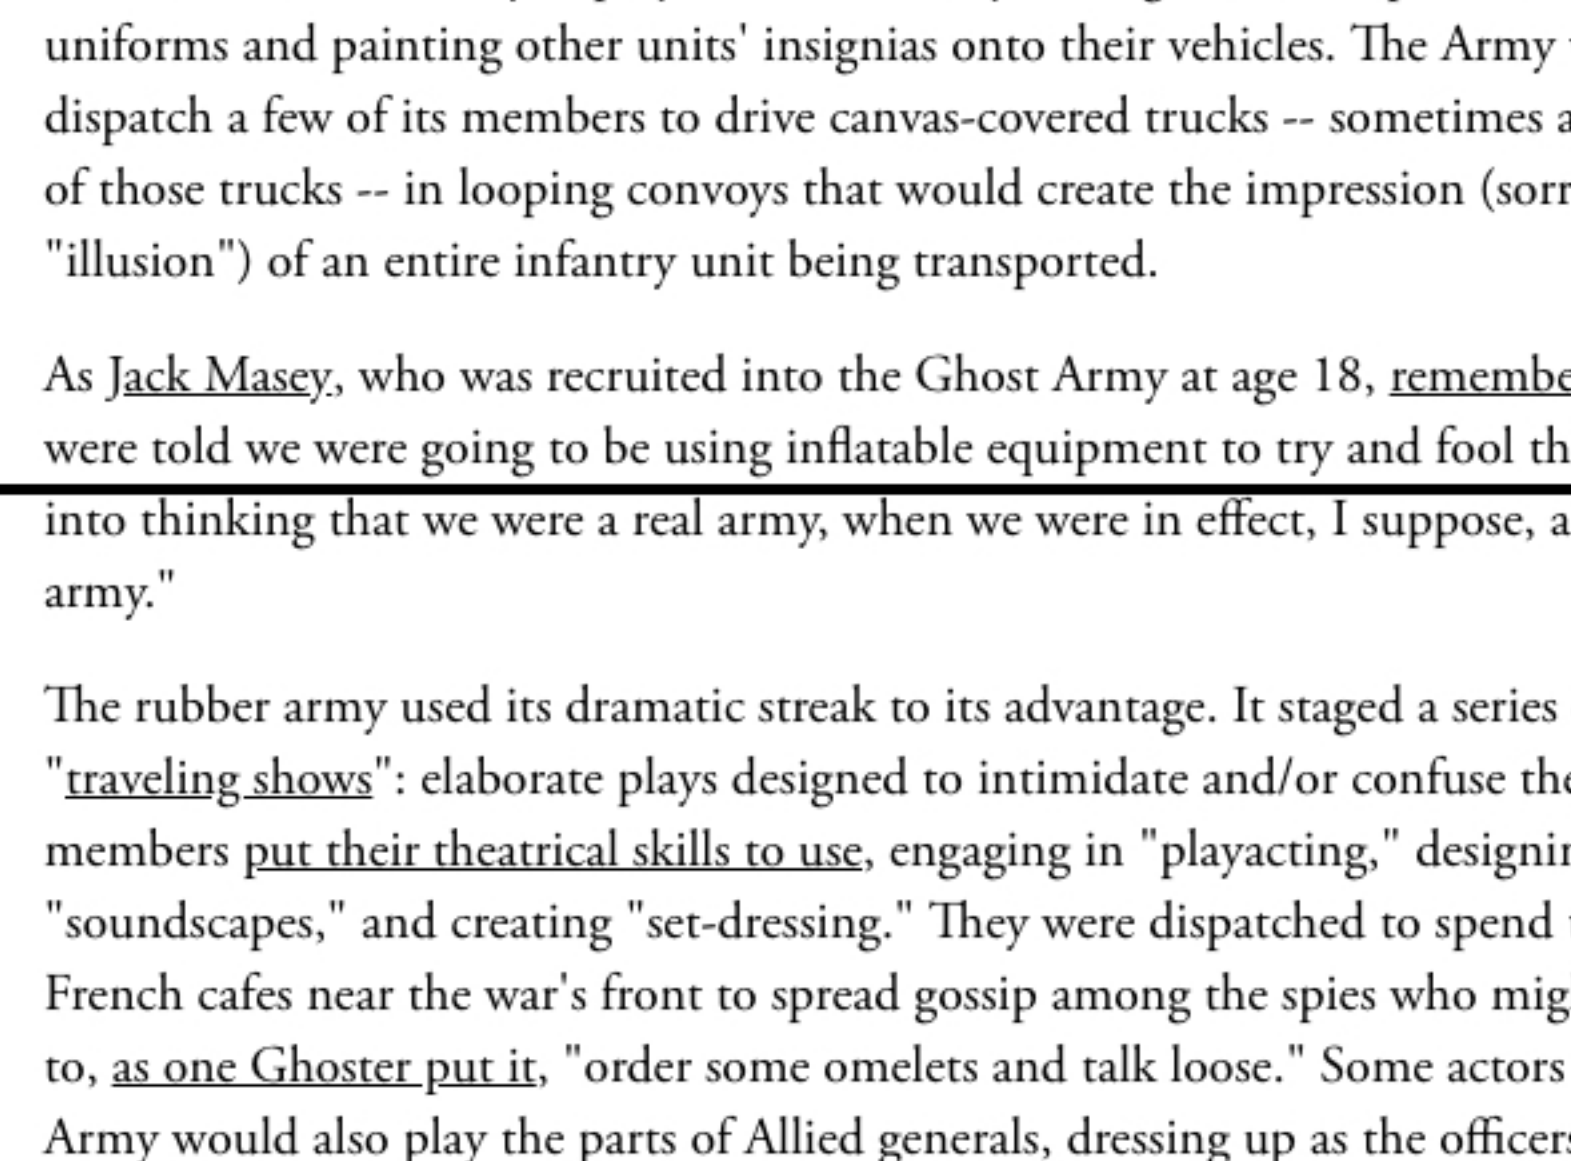 uniforms and painting other units' insignias onto their vehicles. The Army
dispatch a few of its members to drive canvas-covered trucks -- sometimes a
of those trucks -- in looping convoys that would create the impression (sorr
"illusion") of an entire infantry unit being transported.
As Jack Masey, who was recruited into the Ghost Army at age 18, remembe
were told we were going to be using inflatable equipment to try and fool th
into thinking that we were a real army, when we were in effect, I suppose, a
army."
The rubber army used its dramatic streak to its advantage. It staged a series
"traveling shows": elaborate plays designed to intimidate and/or confuse the
members put their theatrical skills to use, engaging in "playacting," designin
"soundscapes," and creating "set-dressing." They were dispatched to spend
French cafes near the war's front to spread gossip among the spies who mig
to, as one Ghoster put it, "order some omelets and talk loose." Some actors
Army would also play the parts of Allied generals, dressing up as the officers